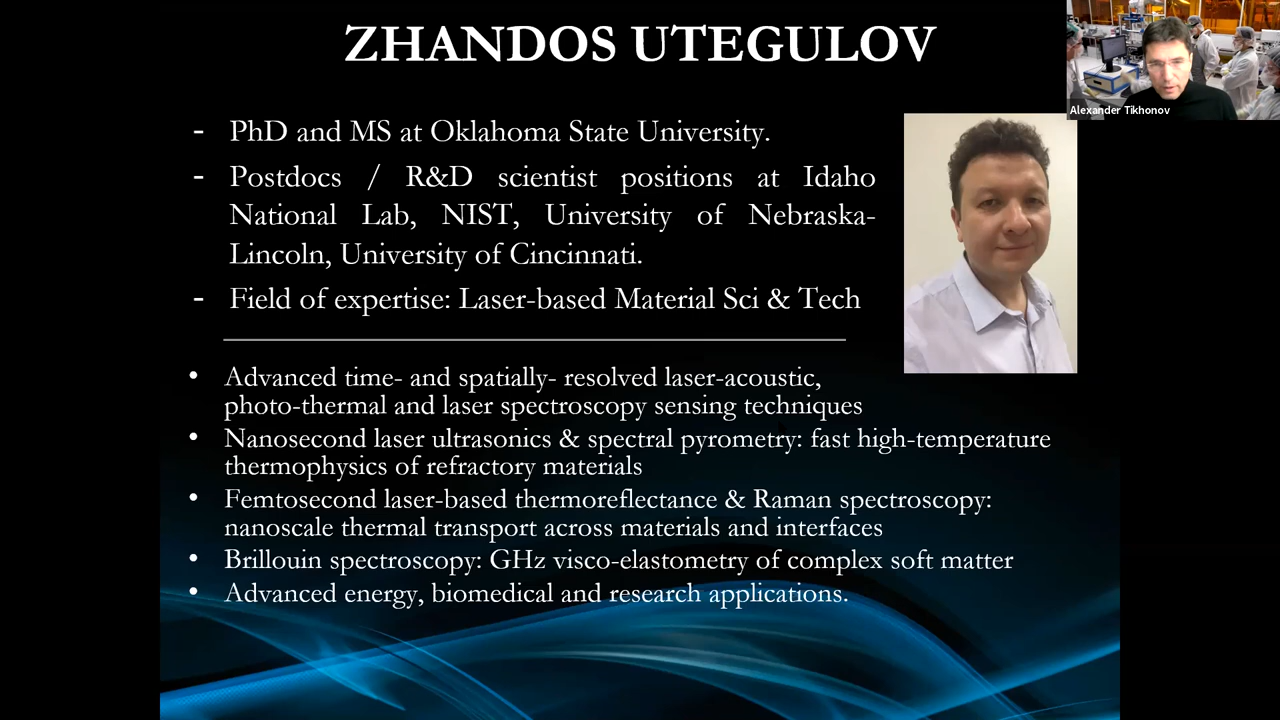 ZHANDOS UTEGULOV
Alexander Tikhonov
- PhD and MS at Oklahoma State University.
- Postdocs / R&D scientist positions at Idaho
National Lab, NIST, University of Nebraska-
Lincoln, University of Cincinnati.
- Field of expertise: Laser-based Material Sci & Tech
• Advanced time- and spatially- resolved laser-acoustic,
photo-thermal and laser spectroscopy sensing techniques
• Nanosecond laser ultrasonics & spectral pyrometry: fast high-temperature
thermophysics of refractory materials
• Femtosecond laser-based thermoreflectance & Raman spectroscopy:
nanoscale thermal transport across materials and interfaces
• Brillouin spectroscopy: GHz visco-elastometry of complex soft matter
• Advanced energy, biomedical and research applications.